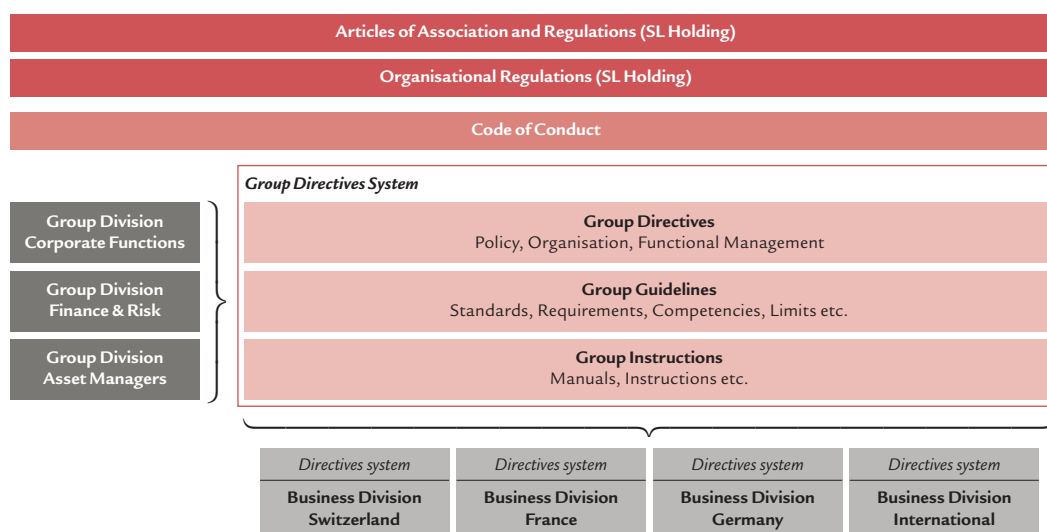 Articles of Association and Regulations (SL Holding)
Organisational Regulations (SL Holding)
Code of Conduct
Group Directives System
Group Division
Corporate Functions
Group Directives
Policy, Organisation, Functional Management
Group Division
Finance & Risk
Group Guidelines
Standards, Requirements, Competencies, Limits etc.
Group Division
Asset Managers
Group Instructions
Manuals, Instructions etc.
Directives system
Business Division
Switzerland
Directives system
Business Division
France
Directives system
Business Division
Germany
Directives system
Business Division
International